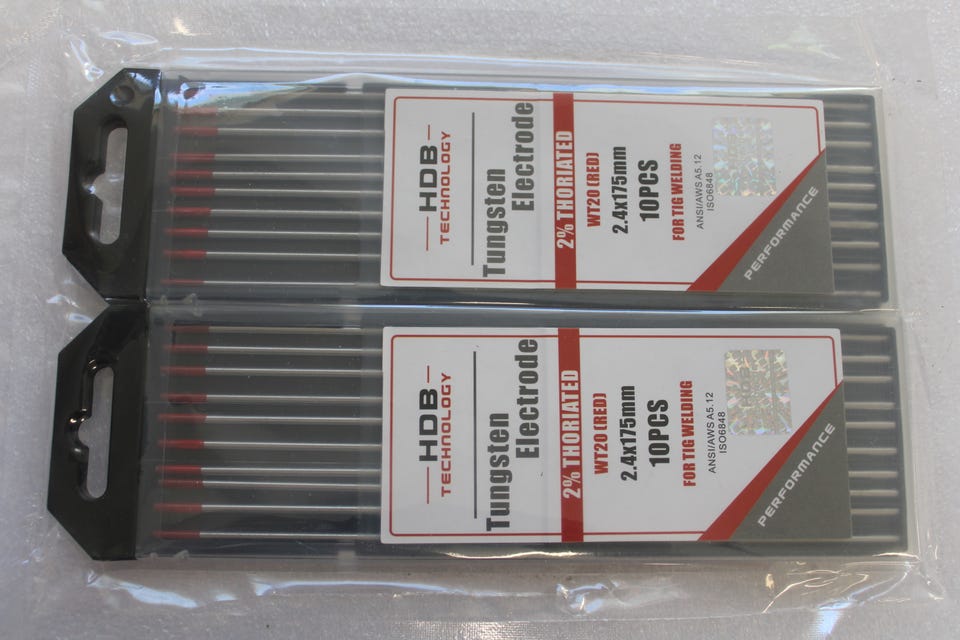 HDB
TECHNOLOGY
Tungsten
Electrode
2% THORIATED
WT20 (RED)
2.4x175mm
10PCS
FOR TIG WELDING
ANSI/AWS A5.12
ISO6848
PERFORMANCE
HDB
TECHNOLOGY
Tungsten
Electrode
2% THORIATED
WT20 (RED)
2.4x175mm
10PCS
FOR TIG WELDING
ANSI/AWS A5.12
ISO6848
PERFORMANCE